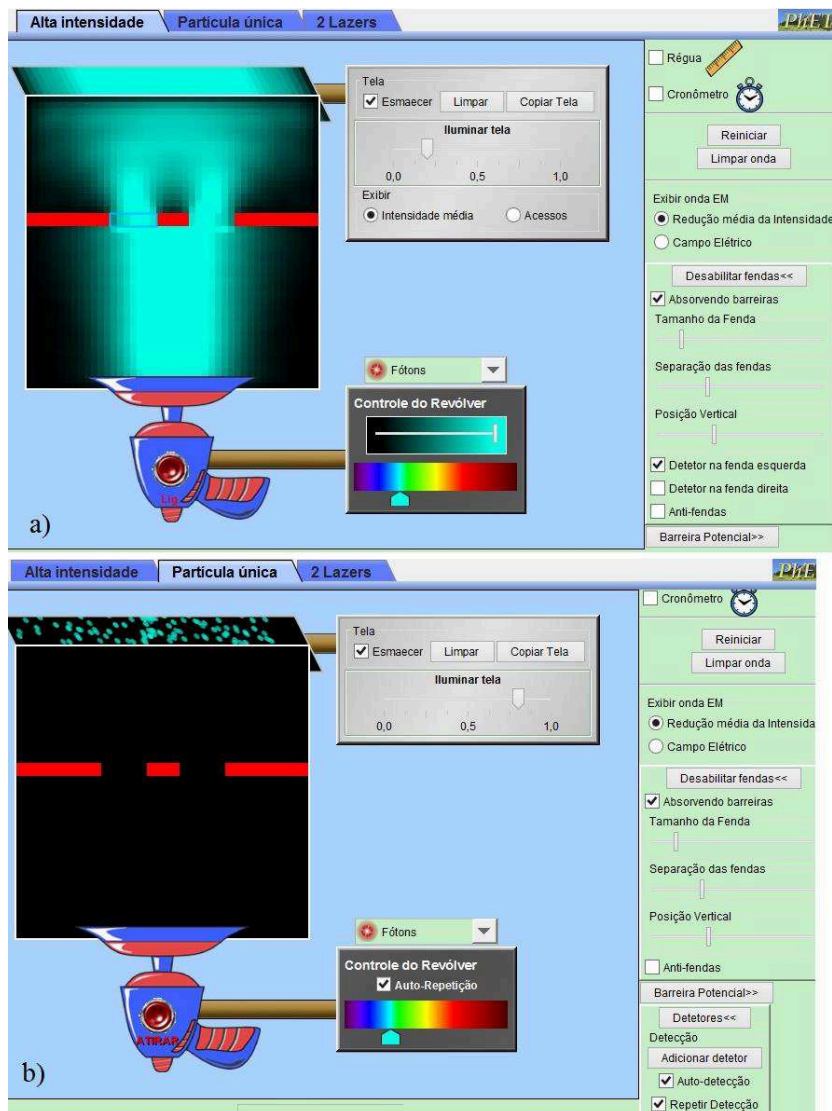 Alta intensidade Partícula única 2 Lazers PhET
Régua
Cronômetro
Tela
Esmaecer Limpar Copiar Tela
Iluminar tela
0,0 0,5 1,0
Exibir
Intensidade média Acessos
Reiniciar
Limpar onda
Exibir onda EM
Redução média da Intensidade
Campo Elétrico
Desabilitar fendas<<
Absorvendo barreiras
Tamanho da Fenda
Separação das fendas
Posição Vertical
Detetor na fenda esquerda
Detetor na fenda direita
Anti-fendas
Barreira Potencial>>
Fótons
Controle do Revólver
Lig
a)
Alta intensidade Partícula única 2 Lazers
Cronômetro
Tela
Esmaecer Limpar Copiar Tela
Iluminar tela
0,0 0,5 1,0
Reiniciar
Limpar onda
Exibir onda EM
Redução média da Intensida
Campo Elétrico
Desabilitar fendas<<
Absorvendo barreiras
Tamanho da Fenda
Separação das fendas
Posição Vertical
Anti-fendas
Barreira Potencial>>
Detetores<<
Detecção
Adicionar detetor
Auto-detecção
Repetir Detecção
Fótons
Controle do Revólver
Auto-Repetição
ATIRAR
b)